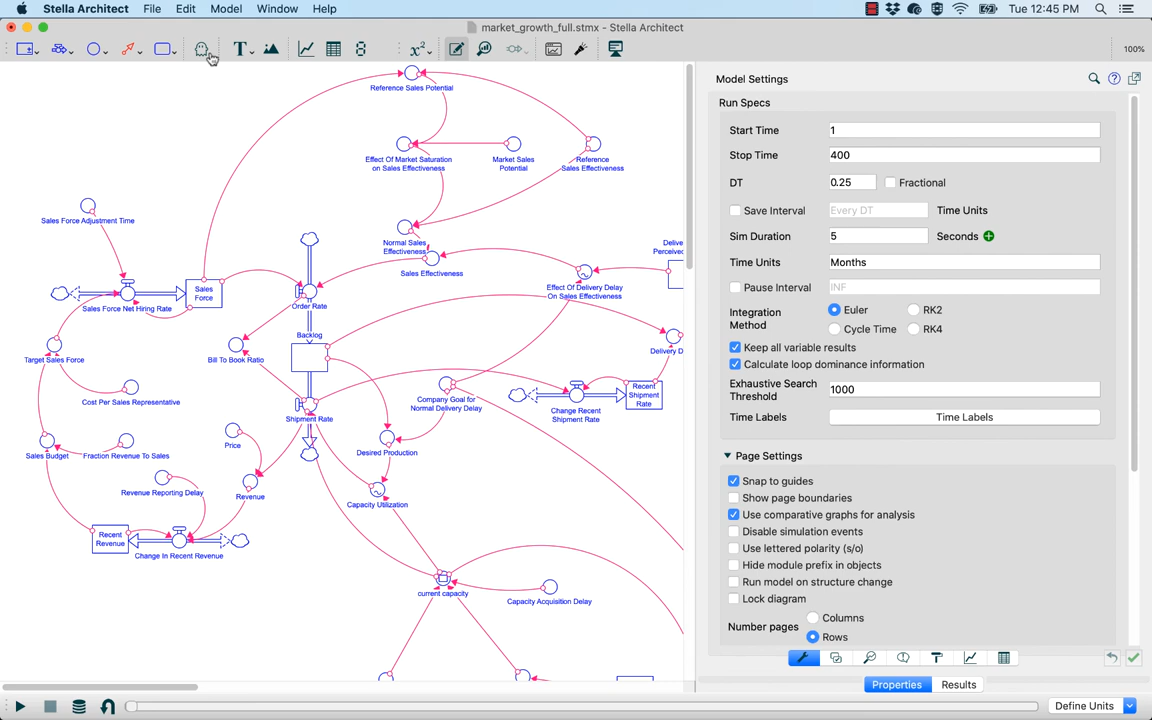 Stella Architect File Edit Model Window Help
Tue 12:45 PM
market_growth_full.stmx - Stella Architect
T
x²
100%
Reference Sales Potential
Effect Of Market Saturation
on Sales Effectiveness
Market Sales
Potential
Reference
Sales Effectiveness
Sales Force Adjustment Time
Normal Sales
Effectiveness
Sales Effectiveness
Delive
Perceived
Effect Of Delivery Delay
On Sales Effectiveness
Sales
Force
Sales Force Net Hiring Rate
Order Rate
Backlog
Target Sales Force
Bill To Book Ratio
Delivery D
Cost Per Sales Representative
Company Goal for
Normal Delivery Delay
Recent
Shipment
Rate
Change Recent
Shipment Rate
Shipment Rate
Sales Budget
Fraction Revenue To Sales
Price
Desired Production
Revenue Reporting Delay
Revenue
Capacity Utilization
Recent
Revenue
Change In Recent Revenue
current capacity
Capacity Acquisition Delay
Model Settings
Run Specs
Start Time 1
Stop Time 400
DT 0.25 Fractional
Save Interval Every DT Time Units
Sim Duration 5 Seconds
Time Units Months
Pause Interval INF
Integration
Method
Euler RK2
Cycle Time RK4
Keep all variable results
Calculate loop dominance information
Exhaustive Search
Threshold
1000
Time Labels Time Labels
Page Settings
Snap to guides
Show page boundaries
Use comparative graphs for analysis
Disable simulation events
Use lettered polarity (s/o)
Hide module prefix in objects
Run model on structure change
Lock diagram
Number pages
Columns
Rows
Properties Results
Define Units